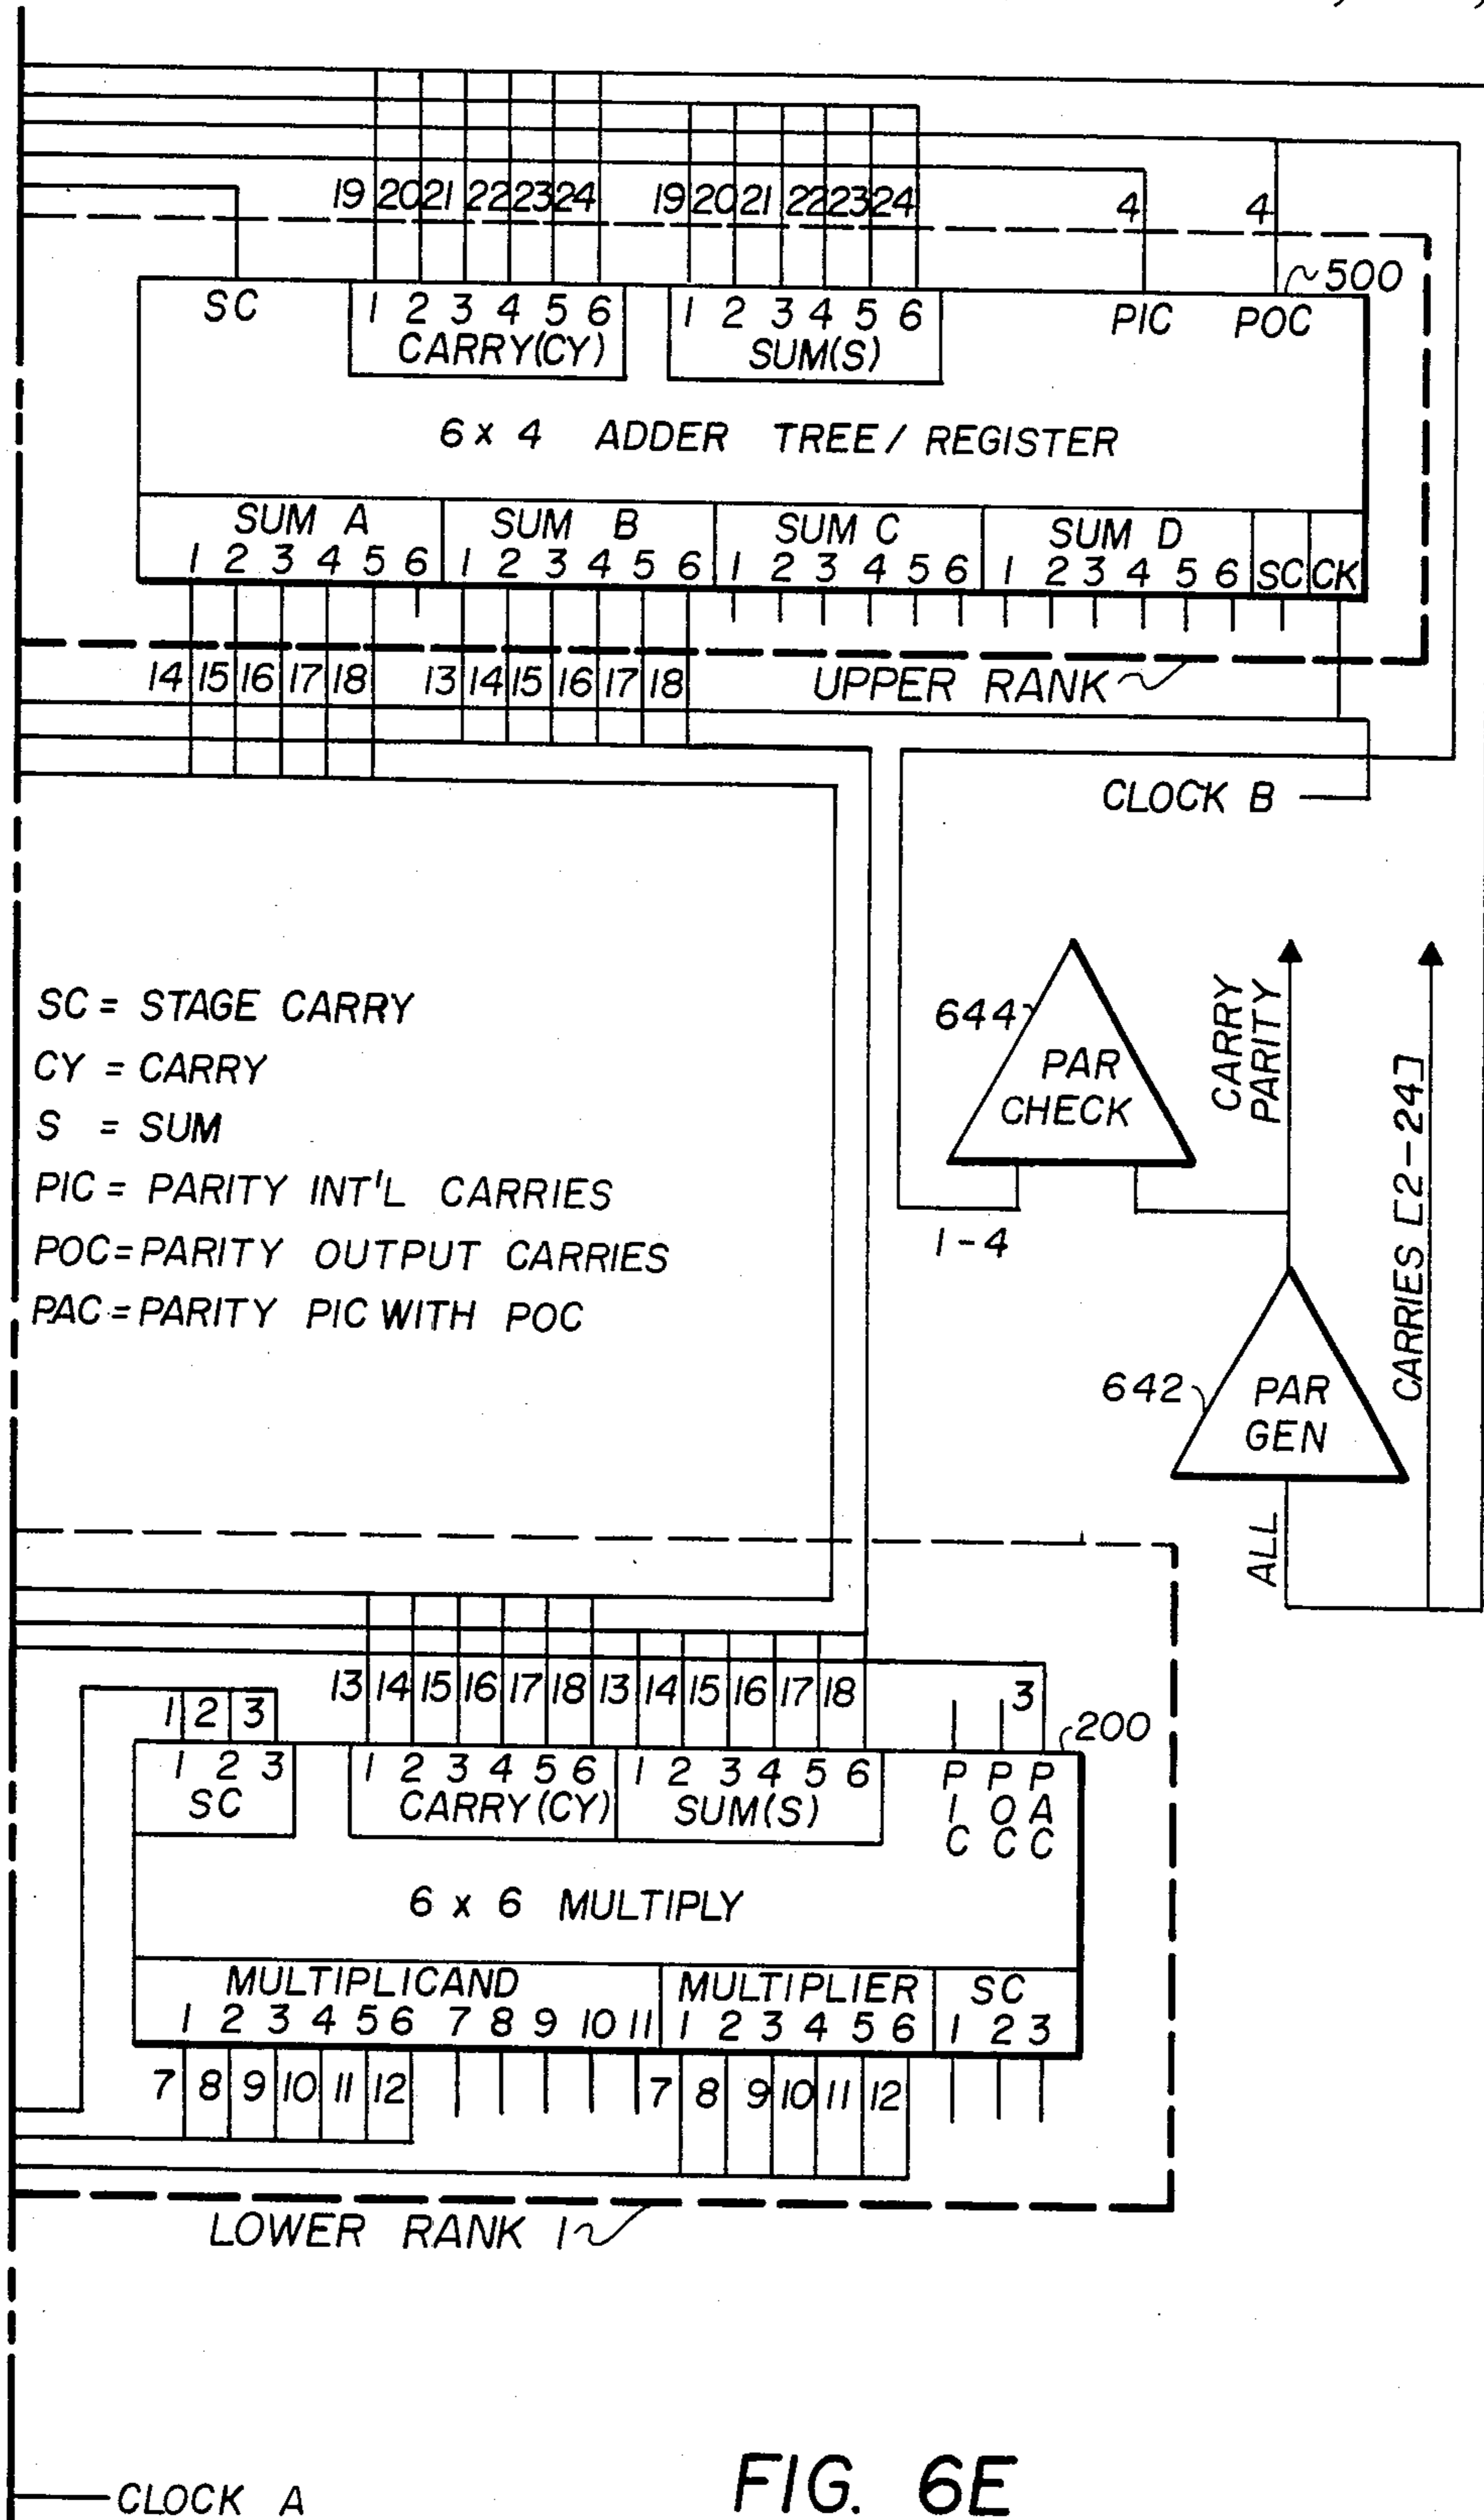 19 20 21 22 23 24 19 20 21 22 23 24 4 4
500
SC 1 2 3 4 5 6 1 2 3 4 5 6 PIC POC
CARRY(CY) SUM(S)
6 x 4 ADDER TREE / REGISTER
SUM A SUM B SUM C SUM D
1 2 3 4 5 6 1 2 3 4 5 6 1 2 3 4 5 6 1 2 3 4 5 6 SC CK
14 15 16 17 18 13 14 15 16 17 18 UPPER RANK
CLOCK B
SC = STAGE CARRY
CY = CARRY
S = SUM
PIC = PARITY INT'L CARRIES
POC = PARITY OUTPUT CARRIES
PAC = PARITY PIC WITH POC
644
PAR
CHECK
CARRY
PARITY
CARRIES [2-24]
1-4
642
PAR
GEN
ALL
13 14 15 16 17 18 13 14 15 16 17 18 3
1 2 3
200
1 2 3 1 2 3 4 5 6 1 2 3 4 5 6 P P P
SC CARRY(CY) SUM(S) I O A
C C C
6 x 6 MULTIPLY
MULTIPLICAND MULTIPLIER SC
1 2 3 4 5 6 7 8 9 10 11 1 2 3 4 5 6 1 2 3
7 8 9 10 11 12 7 8 9 10 11 12
LOWER RANK 1
CLOCK A
FIG. 6E